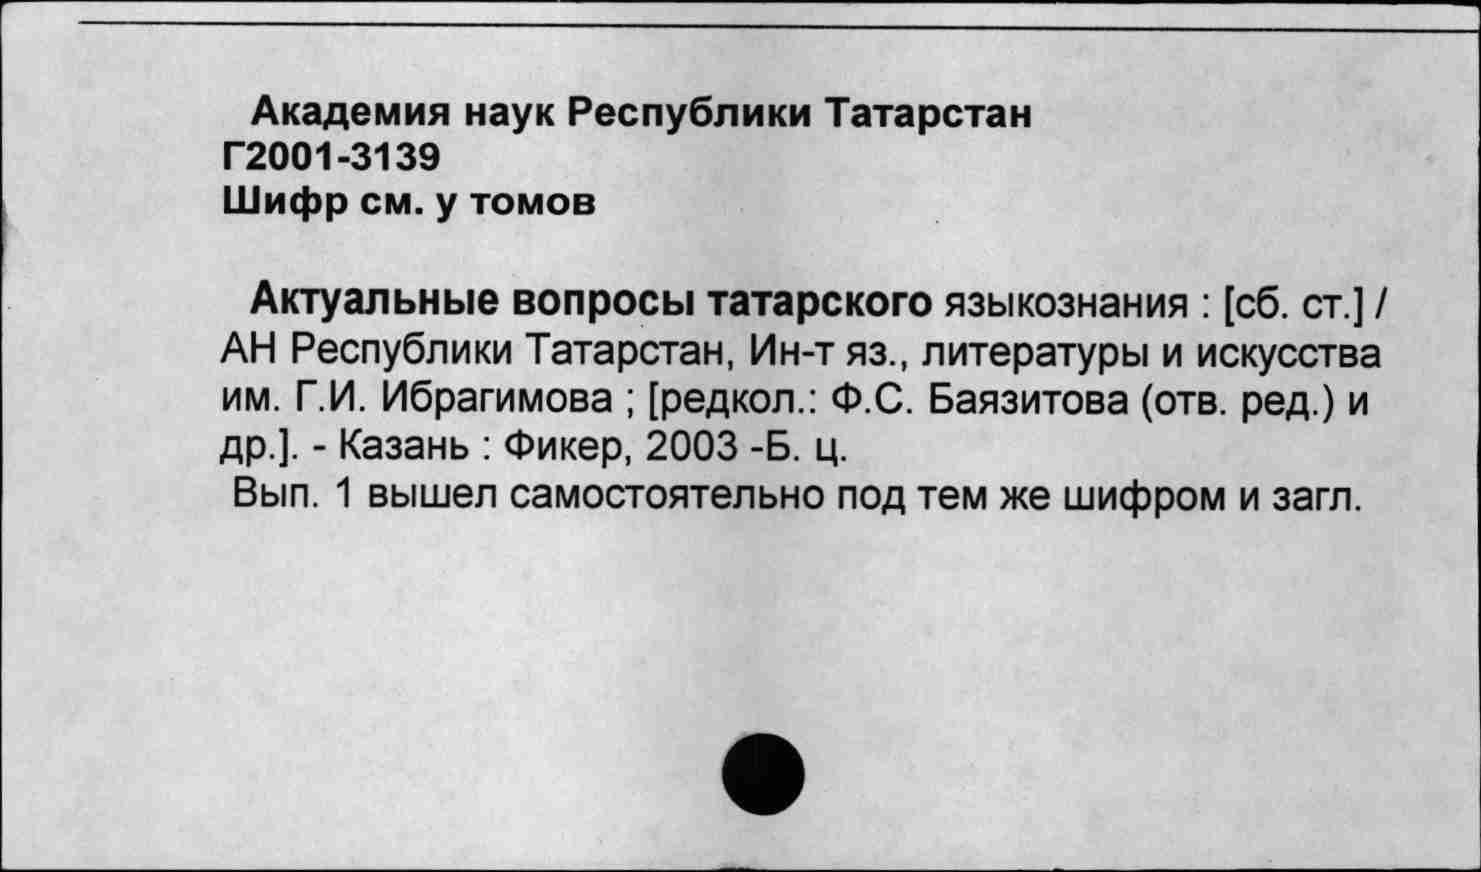 Академия наук Республики Татарстан
Г2001-3139
Шифр см. у томов
Актуальные вопросы татарского языкознания : [сб. ст.] /
АН Республики Татарстан, Ин-т яз., литературы и искусства
им. Г.И. Ибрагимова ; [редкол.: Ф.С. Баязитова (отв. ред.) и
др.]. - Казань : Фикер, 2003 -Б. ц.
Вып. 1 вышел самостоятельно под тем же шифром и загл.